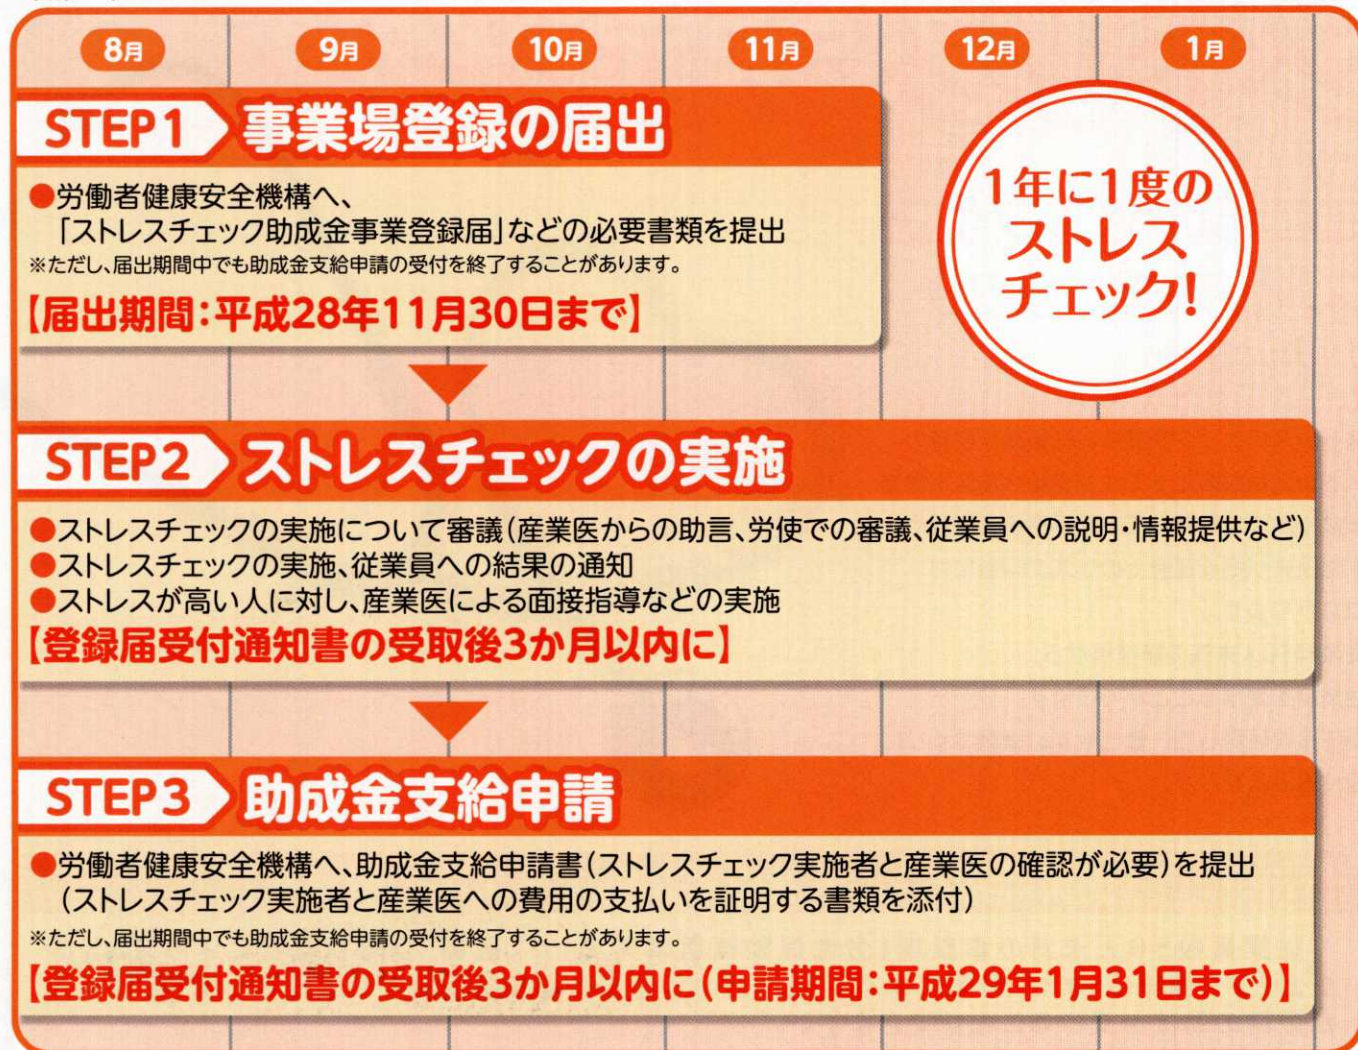 8月 9月 10月 11月 12月 1月
STEP1 事業場登録の届出
●労働者健康安全機構へ、
「ストレスチェック助成金事業登録届」などの必要書類を提出
※ただし、届出期間中でも助成金支給申請の受付を終了することがあります。
【届出期間:平成28年11月30日まで】
1年に1度の
ストレス
チェック!
STEP2 ストレスチェックの実施
●ストレスチェックの実施について審議(産業医からの助言、労使での審議、従業員への説明・情報提供など)
●ストレスチェックの実施、従業員への結果の通知
●ストレスが高い人に対し、産業医による面接指導などの実施
【登録届受付通知書の受取後3か月以内に】
STEP3 助成金支給申請
●労働者健康安全機構へ、助成金支給申請書(ストレスチェック実施者と産業医の確認が必要)を提出
(ストレスチェック実施者と産業医への費用の支払いを証明する書類を添付)
※ただし、届出期間中でも助成金支給申請の受付を終了することがあります。
【登録届受付通知書の受取後3か月以内に(申請期間:平成29年1月31日まで)】